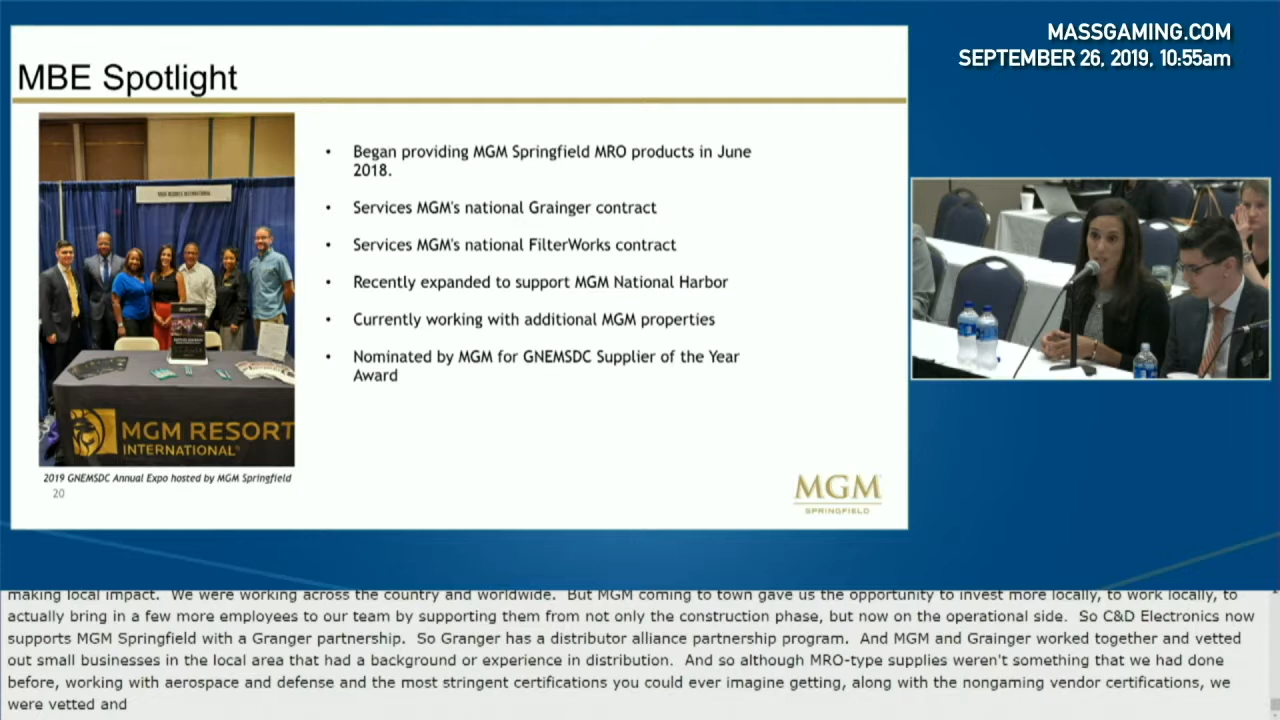 MASSGAMING.COM
SEPTEMBER 26, 2019, 10:55am
MBE Spotlight
• Began providing MGM Springfield MRO products in June
2018.
• Services MGM's national Grainger contract
• Services MGM's national FilterWorks contract
• Recently expanded to support MGM National Harbor
• Currently working with additional MGM properties
• Nominated by MGM for GNEMSDC Supplier of the Year
Award
MGM RESORTS INTERNATIONAL
MGM RESORT
INTERNATIONAL
2019 GNEMSDC Annual Expo hosted by MGM Springfield
20
MGM
SPRINGFIELD
making local impact. We were working across the country and worldwide. But MGM coming to town gave us the opportunity to invest more locally, to work locally, to
actually bring in a few more employees to our team by supporting them from not only the construction phase, but now on the operational side. So C&D Electronics now
supports MGM Springfield with a Granger partnership. So Granger has a distributor alliance partnership program. And MGM and Grainger worked together and vetted
out small businesses in the local area that had a background or experience in distribution. And so although MRO-type supplies weren't something that we had done
before, working with aerospace and defense and the most stringent certifications you could ever imagine getting, along with the nongaming vendor certifications, we
were vetted and